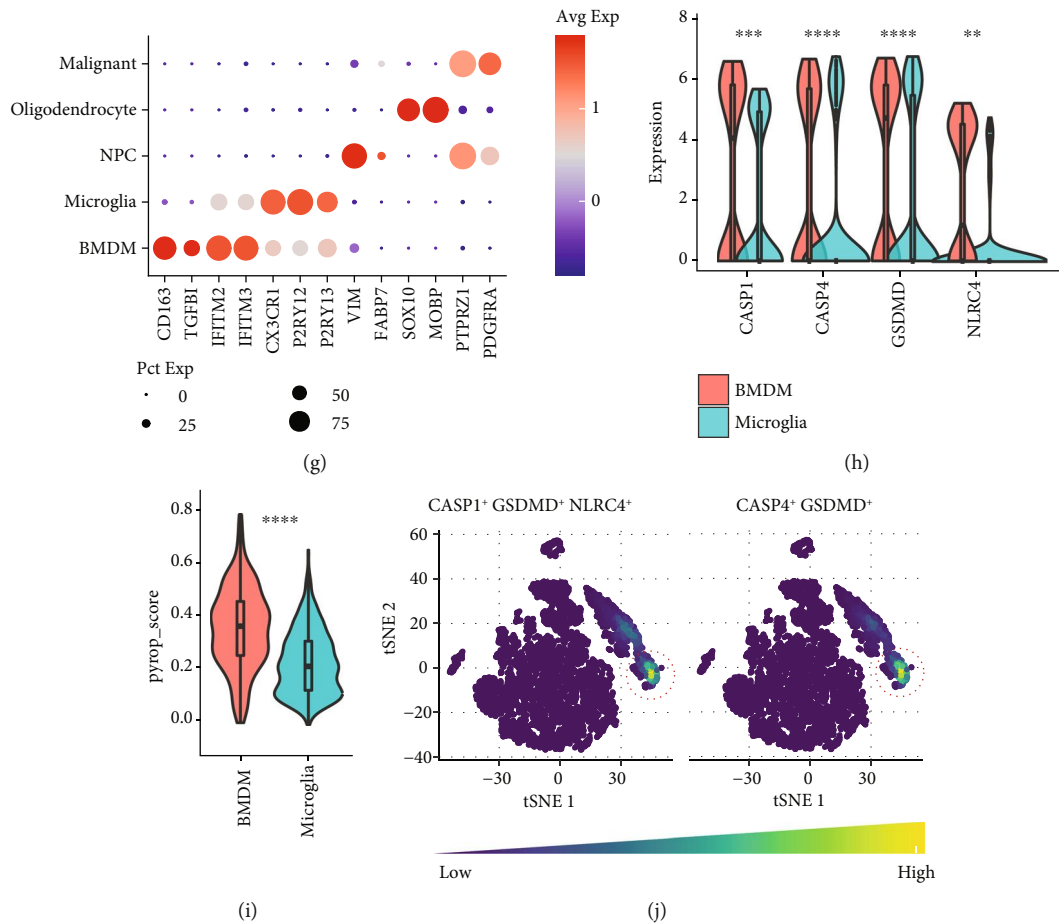 Avg Exp
Malignant
Oligodendrocyte
NPC
Microglia
BMDM
1
0
CD163
TGFBI
IFITM2
IFITM3
CX3CR1
P2RY12
P2RY13
VIM
FABP7
SOX10
MOBP
PTPRZ1
PDGFRA
Pct Exp
0
25
50
75
(g)
8
6
4
2
0
Expression
*** **** **** **
CASP1
CASP4
GSDMD
NLRC4
BMDM
Microglia
(h)
0.8
0.6
0.4
0.2
0.0
pyrop_score
****
BMDM
Microglia
(i)
CASP1⁺ GSDMD⁺ NLRC4⁺
CASP4⁺ GSDMD⁺
60
40
20
0
−20
−40
tSNE 2
−30 0 30
tSNE 1
−30 0 30
tSNE 1
Low
High
(j)